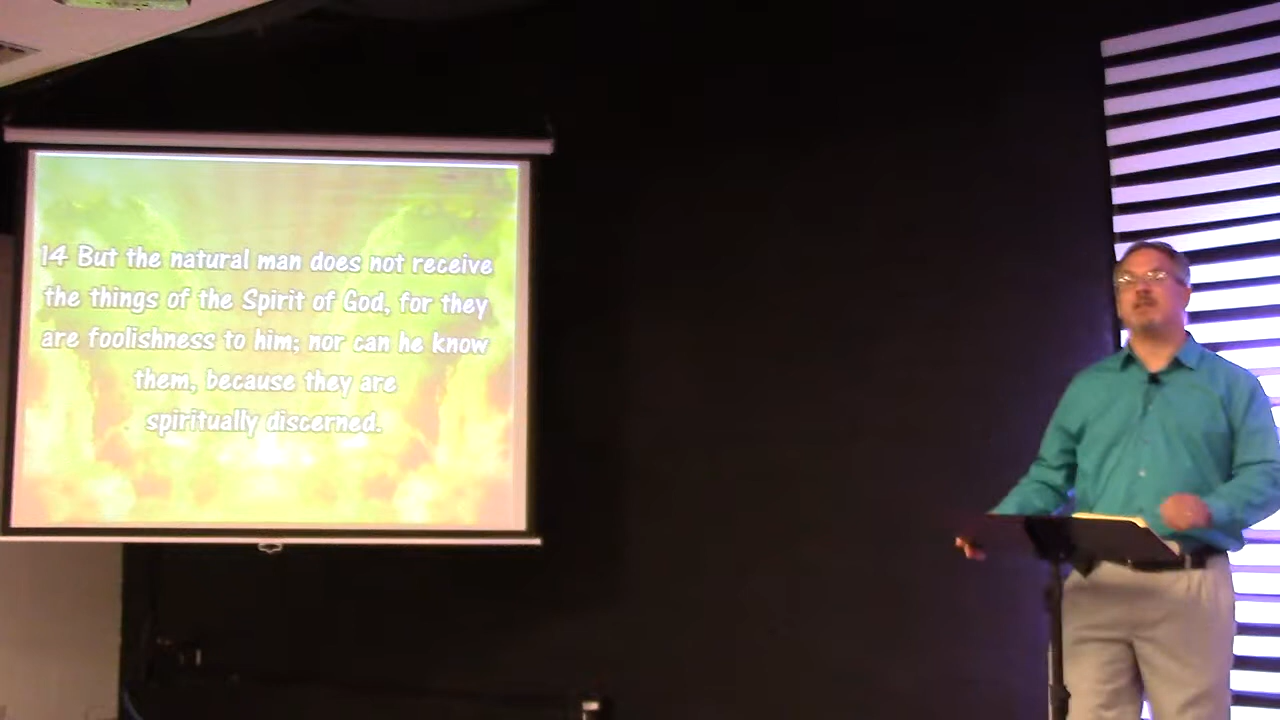 14 But the natural man does not receive
the things of the Spirit of God, for they
are foolishness to him; nor can he know
them, because they are
spiritually discerned.